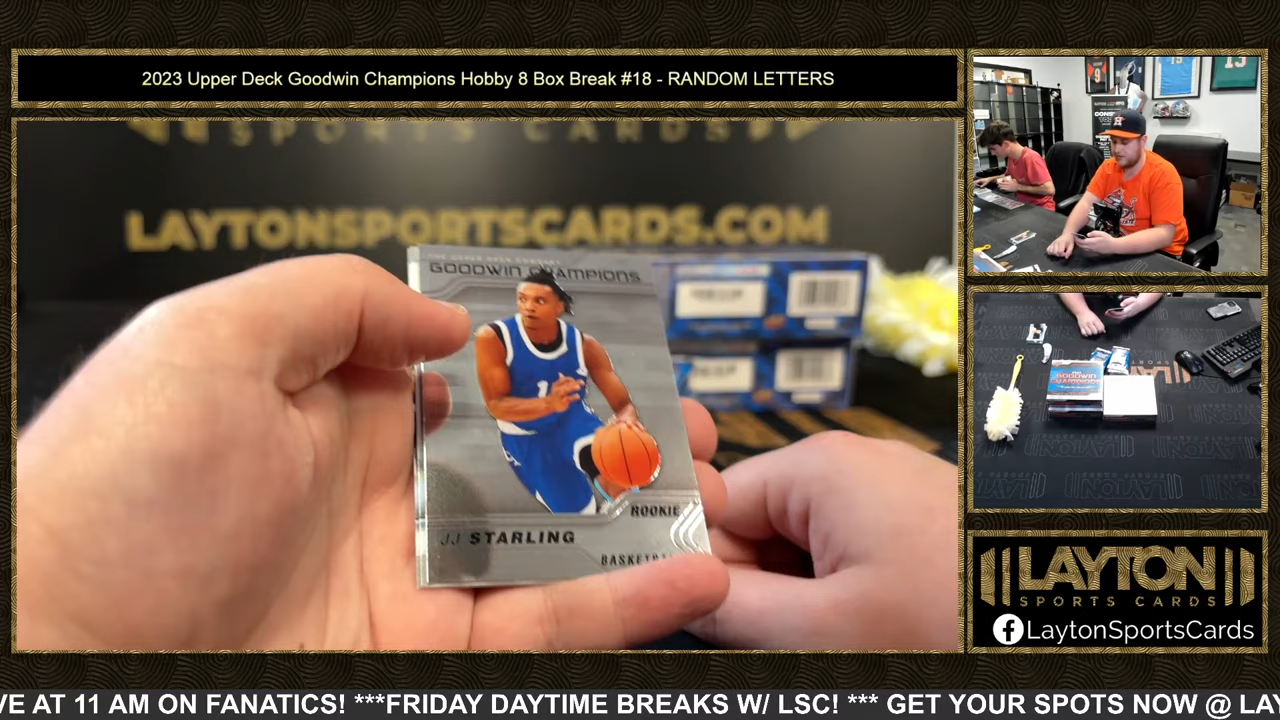 2023 Upper Deck Goodwin Champions Hobby 8 Box Break #18 - RANDOM LETTERS
LAYTONSPORTSCARDS.COM
GOODWIN CHAMPIONS
ROOKIE
JJ STARLING
GOODWIN
CHAMPIONS
LAYTON
SPORTS CARDS
LaytonSportsCards
VE AT 11 AM ON FANATICS! ***FRIDAY DAYTIME BREAKS W/ LSC! *** GET YOUR SPOTS NOW @ LAY